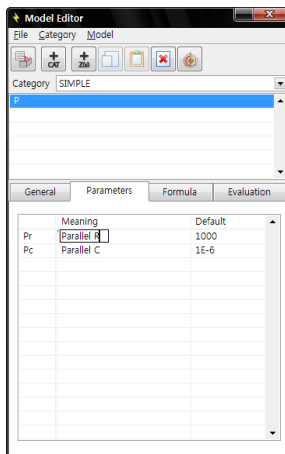 Model Editor
File Category Model
+ CAT + Z(s)
Category SIMPLE
P
General Parameters Formula Evaluation
Meaning Default
Pr Parallel R 1000
Pc Parallel C 1E-6